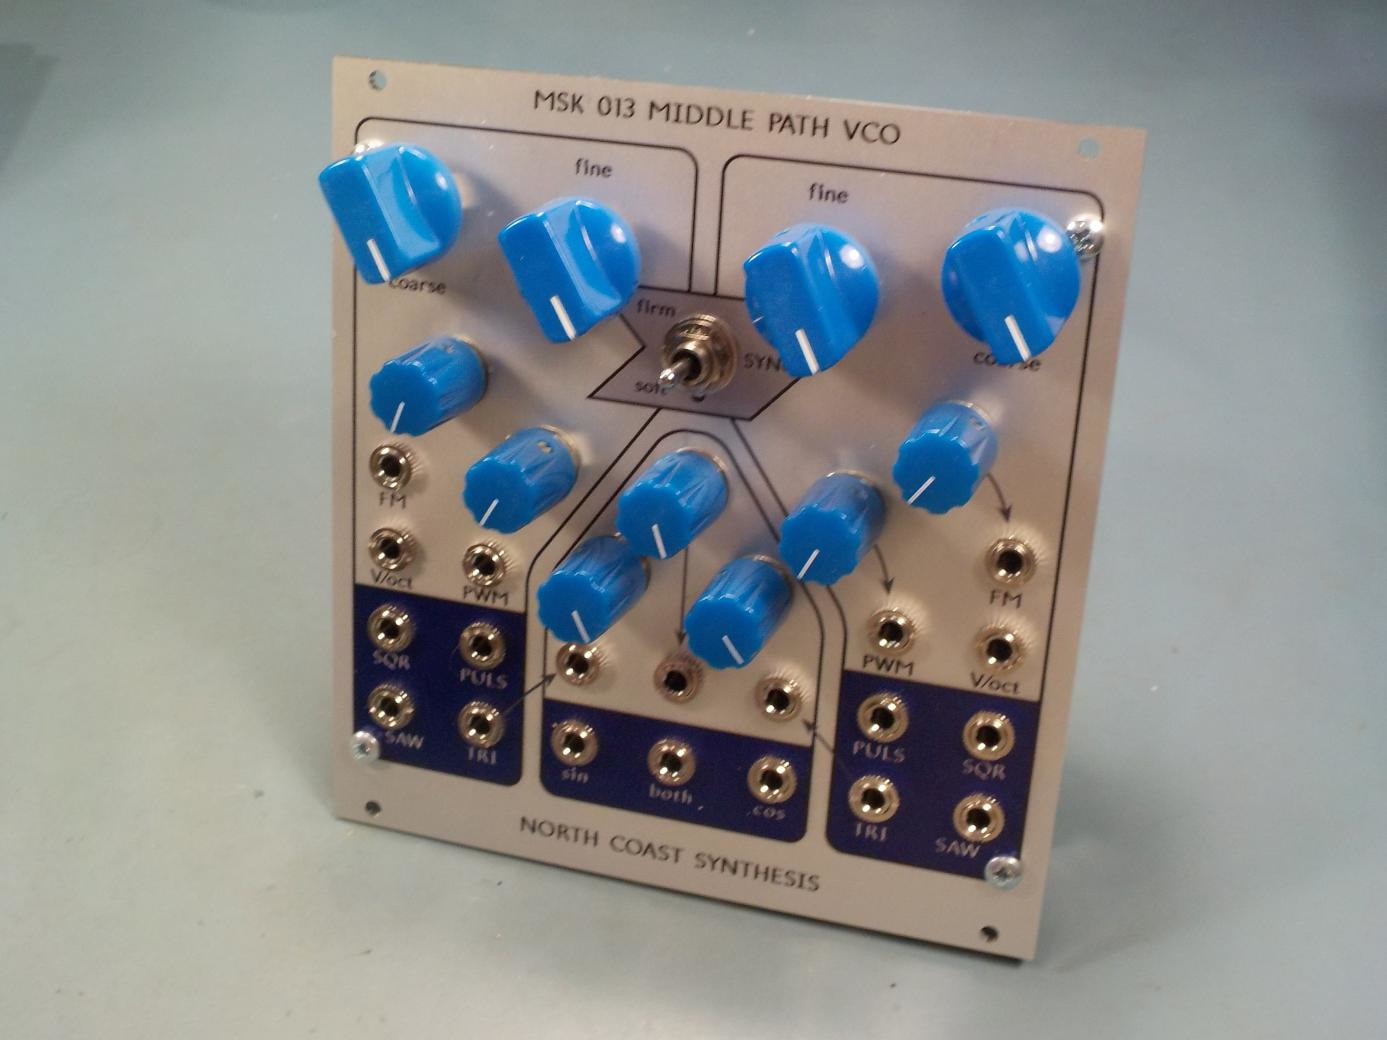 MSK 013 MIDDLE PATH VCO
fine
fine
coarse
firm
SYNC
soft
coarse
FM
V/oct
PWM
FM
PWM
V/oct
SQR
PULS
SAW
TRI
sin
both
cos
PULS
SQR
TRI
SAW
NORTH COAST SYNTHESIS